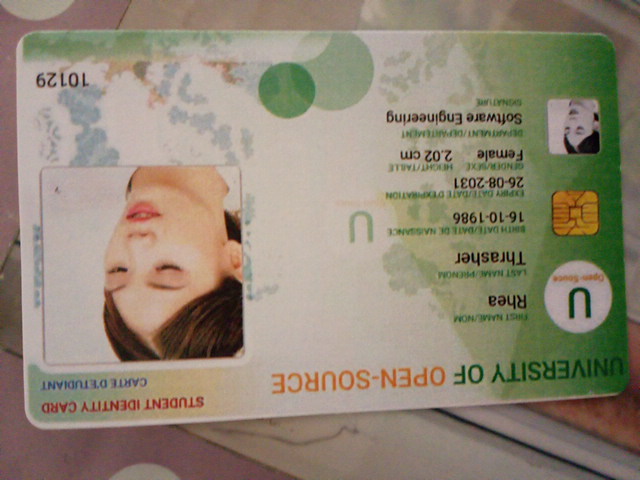 UNIVERSITY OF OPEN-SOURCE
STUDENT IDENTITY CARD
CARTE D'ETUDIANT
FIRST NAME/NOM
Rhea
LAST NAME/PRENOM
Thrasher
BIRTH DATE/DATE DE NAISSANCE
16-10-1986
EXPIRY DATE/DATE D'EXPIRATION
26-08-2031
GENDER/SEXE HEIGHT/TAILLE
Female 2.02 cm
DEPARTMENT/DEPARTEMENT
Software Engineering
SIGNATURE
10129
U
Open-Source
U